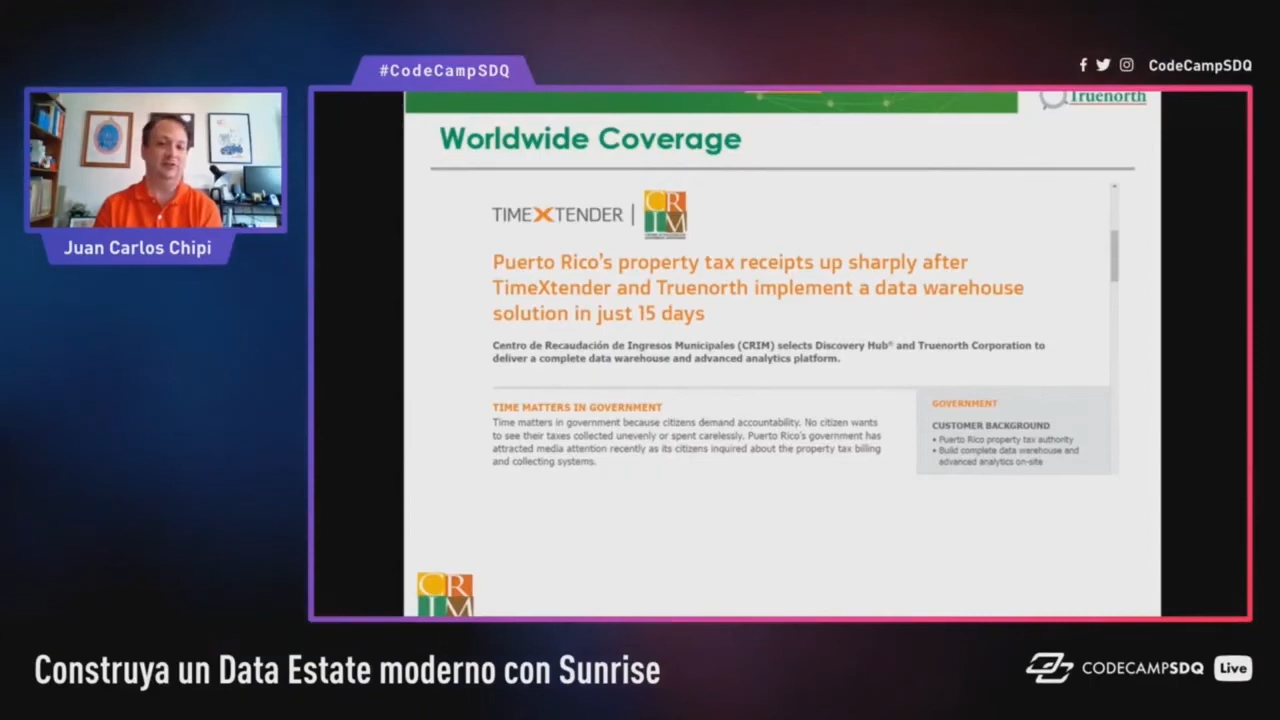 #CodeCampSDQ
CodeCampSDQ
Truenorth
Worldwide Coverage
TIMEXTENDER | CRIM
Puerto Rico's property tax receipts up sharply after
TimeXtender and Truenorth implement a data warehouse
solution in just 15 days
Centro de Recaudación de Ingresos Municipales (CRIM) selects Discovery Hub® and Truenorth Corporation to
deliver a complete data warehouse and advanced analytics platform.
TIME MATTERS IN GOVERNMENT
Time matters in government because citizens demand accountability. No citizen wants
to see their taxes collected unevenly or spent carelessly. Puerto Rico's government has
attracted media attention recently as its citizens inquired about the property tax billing
and collecting systems.
GOVERNMENT
CUSTOMER BACKGROUND
• Puerto Rico property tax authority
• Build complete data warehouse and
advanced analytics on-site
CRIM
Juan Carlos Chipi
Construya un Data Estate moderno con Sunrise
CODECAMPSDQ Live